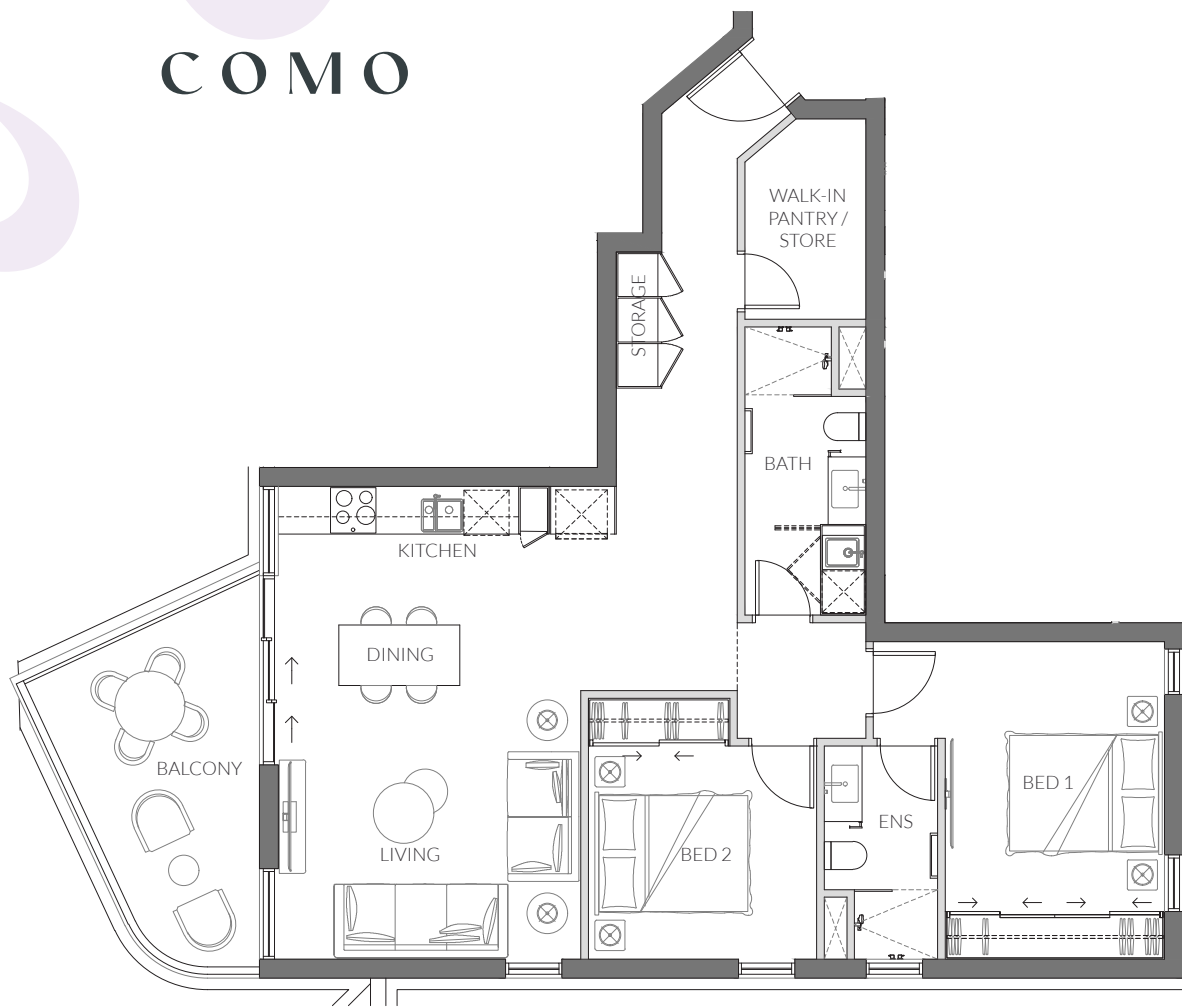 COMO
WALK-IN
PANTRY /
STORE
STORAGE
BATH
KITCHEN
DINING
BALCONY
BED 1
ENS
LIVING
BED 2